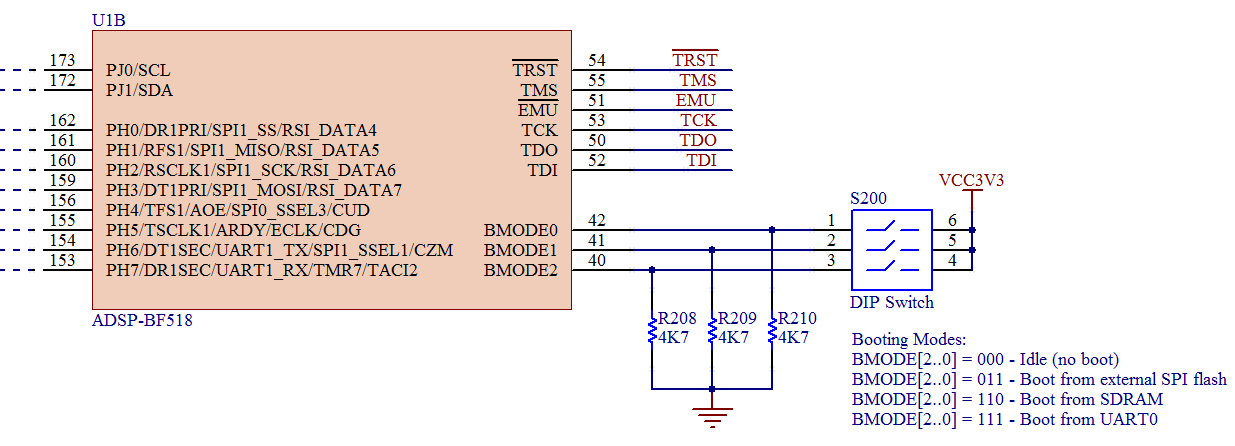 U1B
173 PJ0/SCL
172 PJ1/SDA
162 PH0/DR1PRI/SPI1_SS/RSI_DATA4
161 PH1/RFS1/SPI1_MISO/RSI_DATA5
160 PH2/RSCLK1/SPI1_SCK/RSI_DATA6
159 PH3/DT1PRI/SPI1_MOSI/RSI_DATA7
156 PH4/TFS1/AOE/SPI0_SSEL3/CUD
155 PH5/TSCLK1/ARDY/ECLK/CDG
154 PH6/DT1SEC/UART1_TX/SPI1_SSEL1/CZM
153 PH7/DR1SEC/UART1_RX/TMR7/TACI2
TRST 54 TRST
TMS 55 TMS
EMU 51 EMU
TCK 53 TCK
TDO 50 TDO
TDI 52 TDI
BMODE0 42
BMODE1 41
BMODE2 40
ADSP-BF518
VCC3V3
S200
1 6
2 5
3 4
DIP Switch
R208 R209 R210
4K7 4K7 4K7
Booting Modes:
BMODE[2..0] = 000 - Idle (no boot)
BMODE[2..0] = 011 - Boot from external SPI flash
BMODE[2..0] = 110 - Boot from SDRAM
BMODE[2..0] = 111 - Boot from UART0